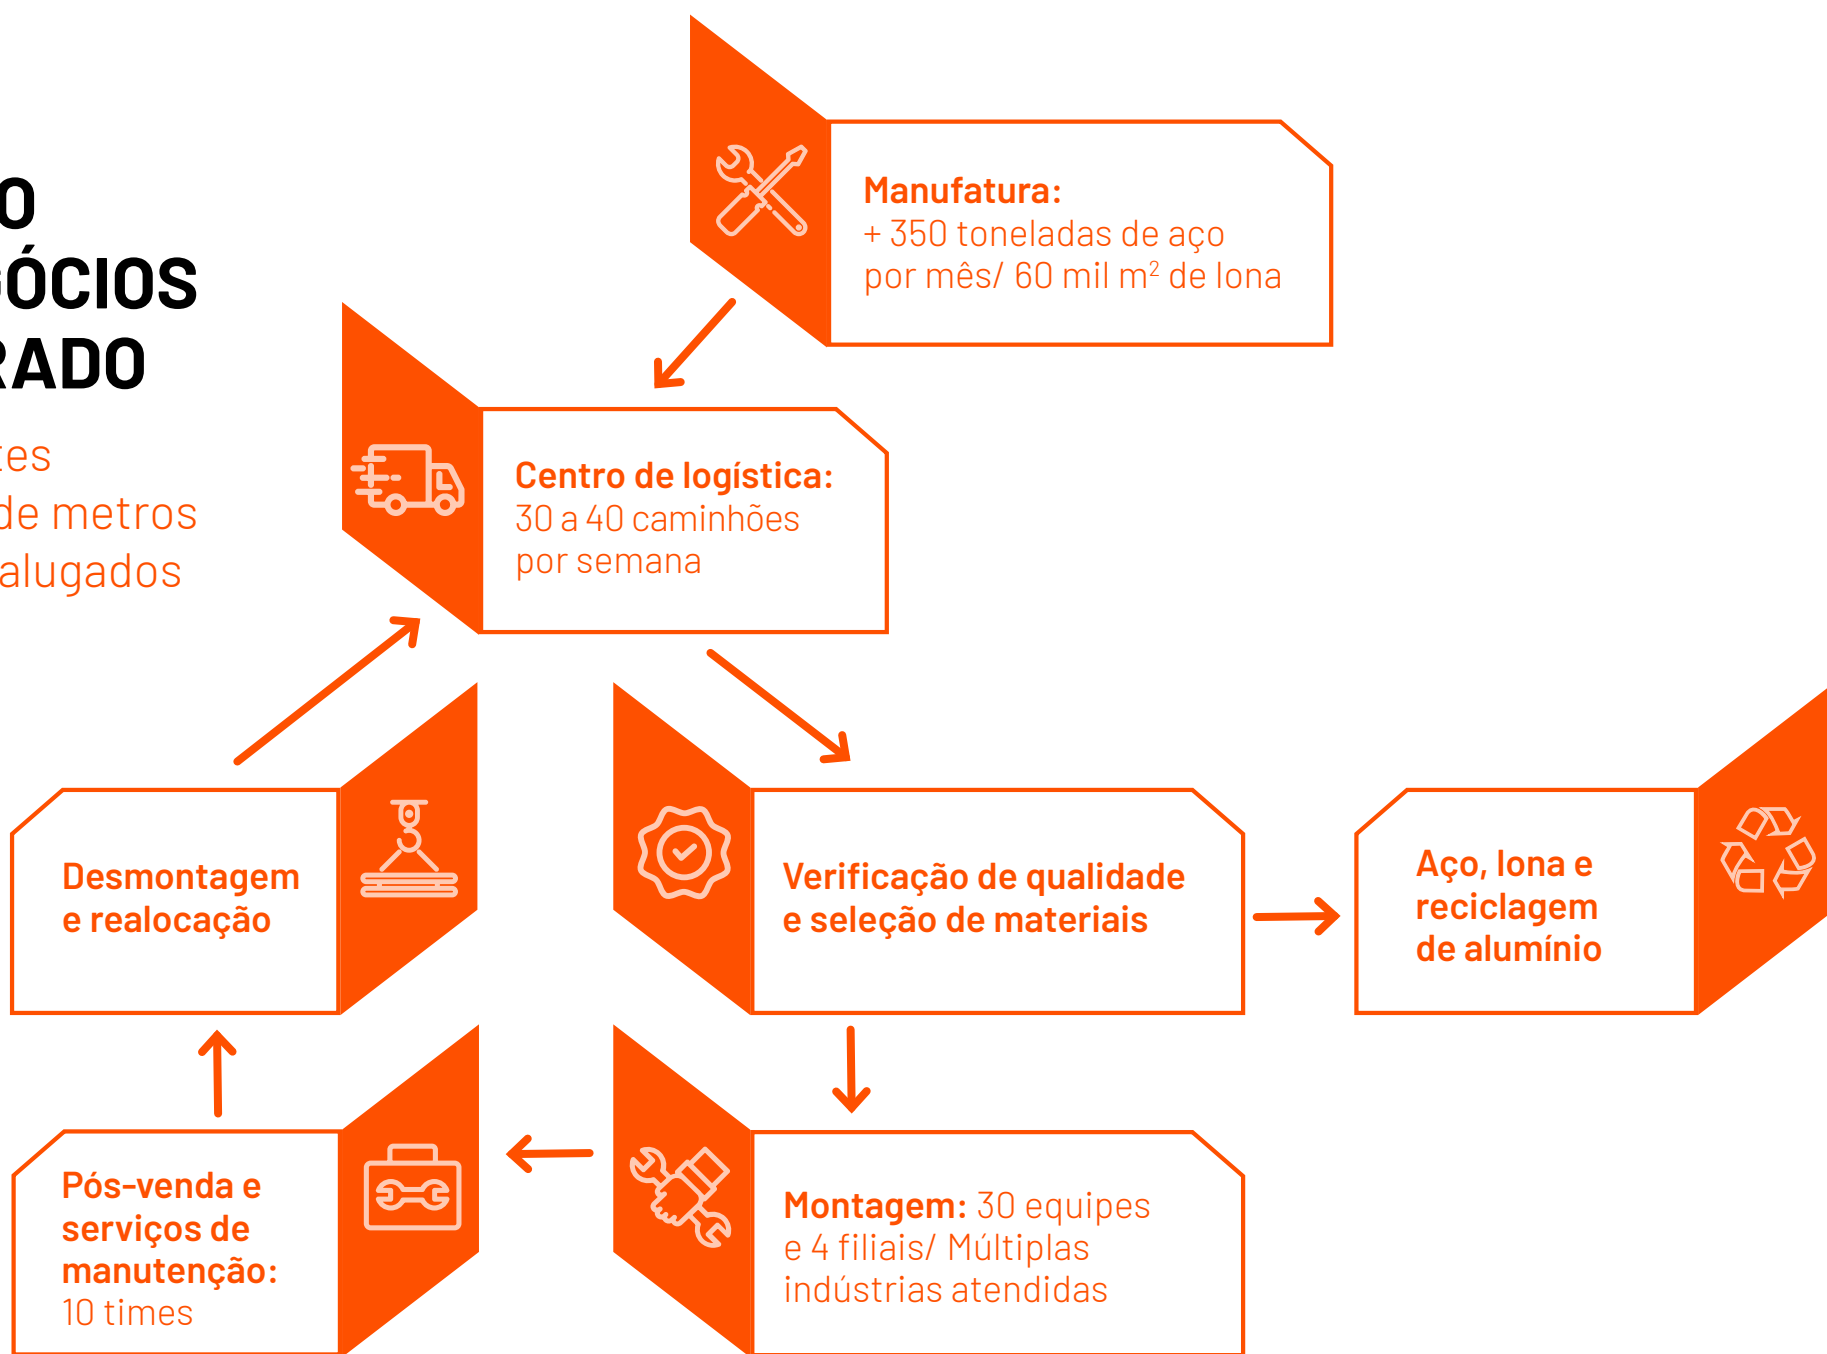 Manufatura:
+ 350 toneladas de aço
por mês/ 60 mil m² de lona
O
GÓCIOS
RADO
tes
de metros
alugados
Centro de logística:
30 a 40 caminhões
por semana
Desmontagem
e realocação
Verificação de qualidade
e seleção de materiais
Aço, lona e
reciclagem
de alumínio
Pós-venda e
serviços de
manutenção:
10 times
Montagem: 30 equipes
e 4 filiais/ Múltiplas
indústrias atendidas